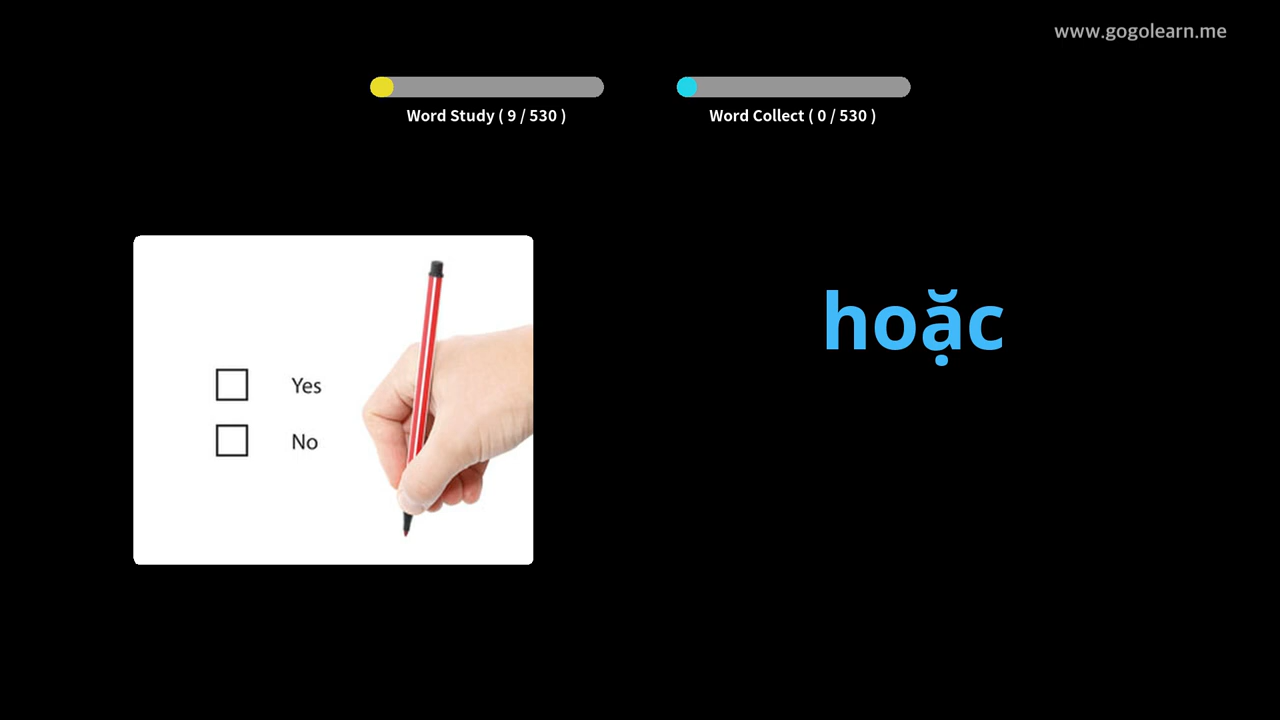 www.gogolearn.me
Word Study ( 9 / 530 )
Word Collect ( 0 / 530 )
hoặc
Yes
No